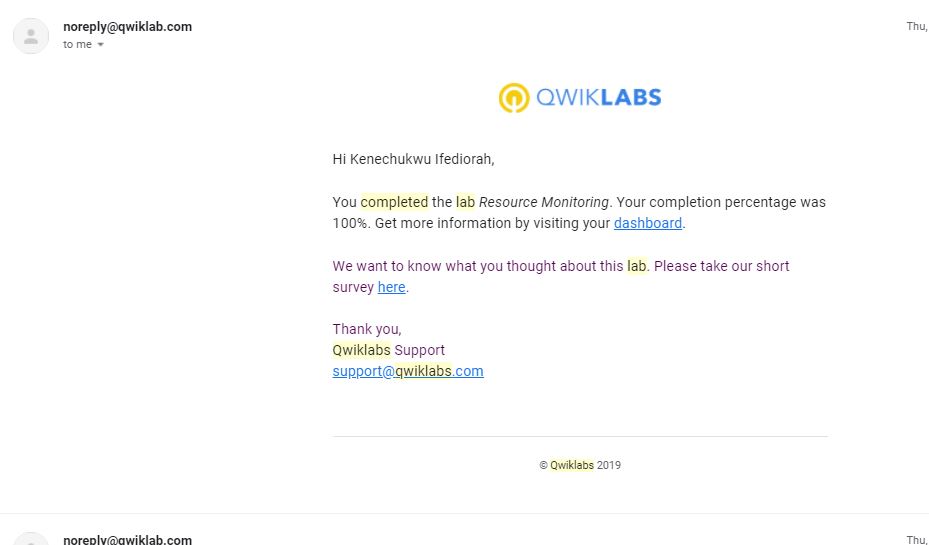 noreply@qwiklab.com
Thu,
to me
QWIKLABS
Hi Kenechukwu Ifediorah,
You completed the lab Resource Monitoring. Your completion percentage was
100%. Get more information by visiting your dashboard.
We want to know what you thought about this lab. Please take our short
survey here.
Thank you,
Qwiklabs Support
support@qwiklabs.com
© Qwiklabs 2019
noreply@qwiklab.com
Thu,